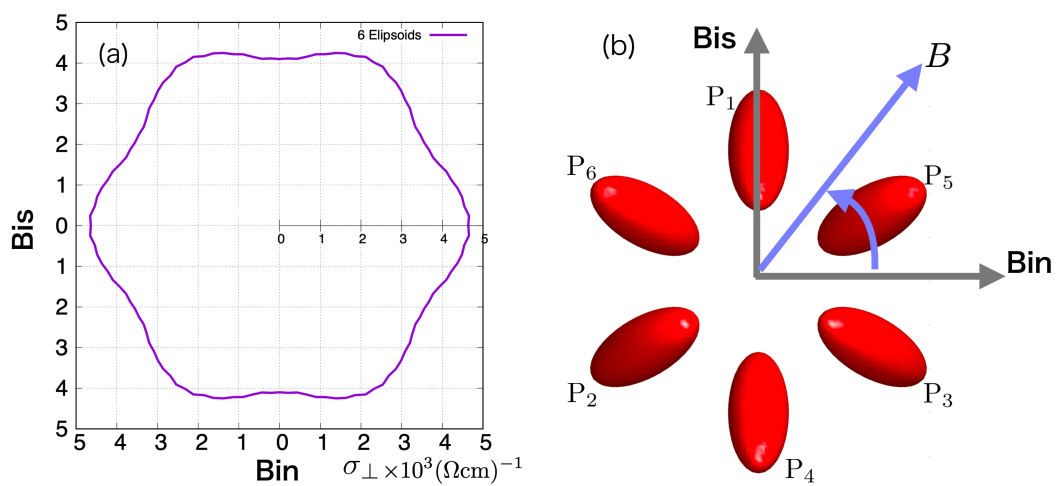 (a)
6 Elipsoids
5
4
3
2
1
0
1
2
3
4
5
Bis
0 1 2 3 4 5
5 4 3 2 1 0 1 2 3 4 5
Bin
σ⊥ ×10³(Ωcm)⁻¹
(b)
Bis
B
P₁
P₆
P₅
Bin
P₂
P₃
P₄